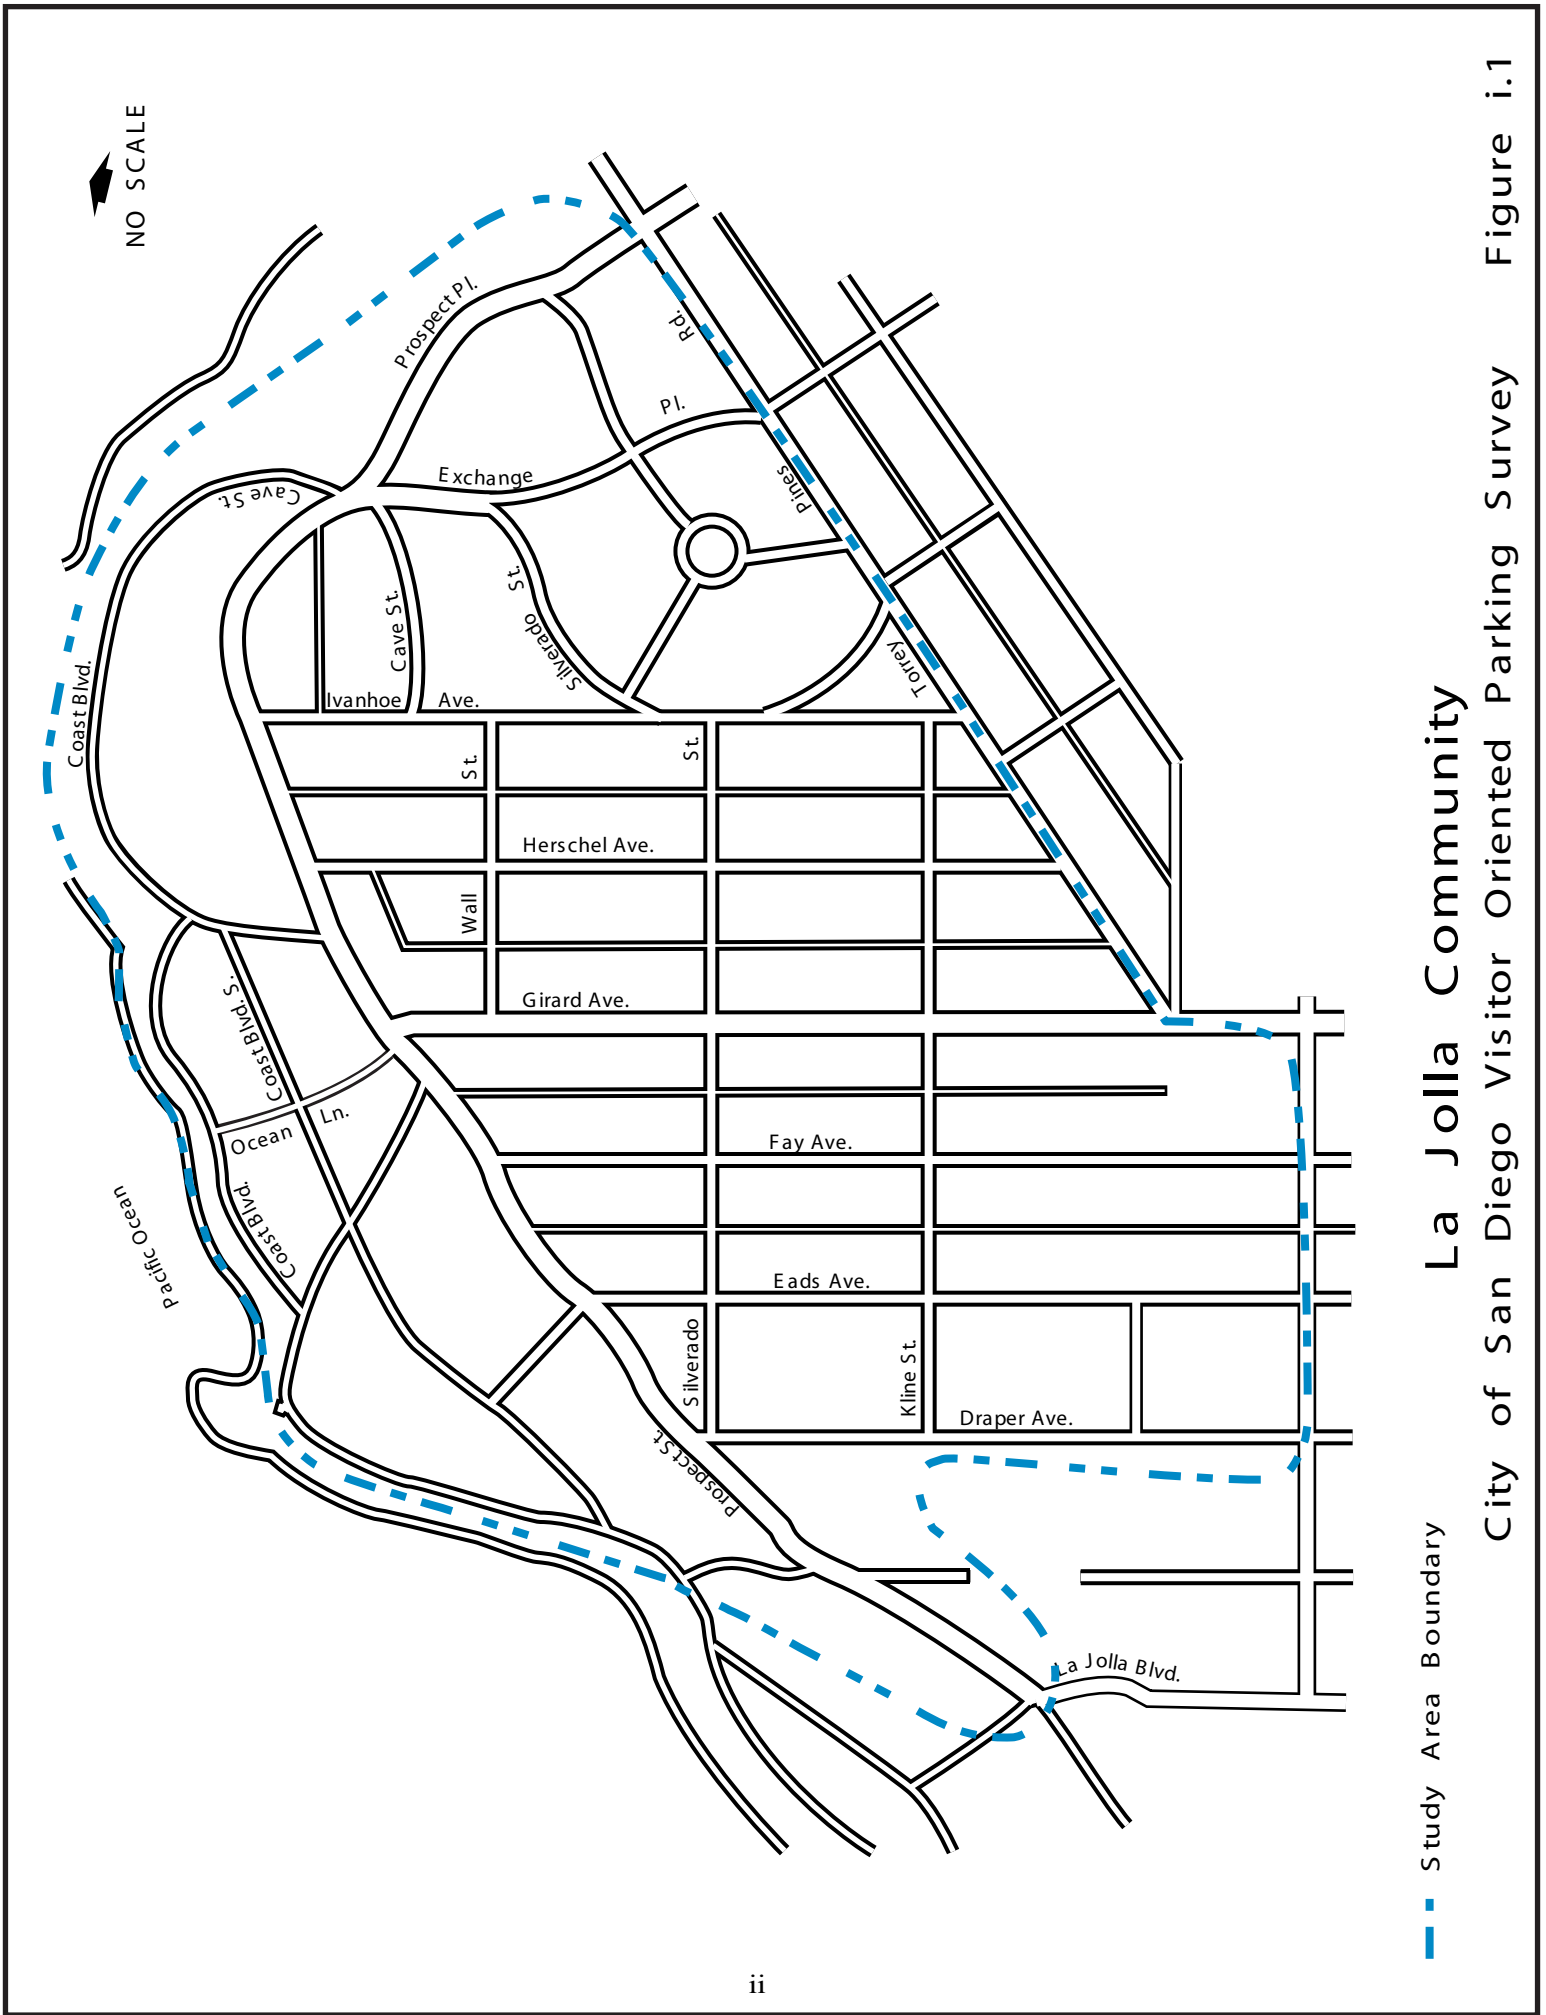 NO SCALE
Prospect Pl.
Rd.
Pl.
Exchange
Cave St.
Pines
St.
Cave St.
Silverado
Torrey
Coast Blvd.
Ivanhoe Ave.
St.
St.
Herschel Ave.
Wall
Girard Ave.
Coast Blvd. S.
Ocean Ln.
Fay Ave.
Coast Blvd.
Pacific Ocean
Eads Ave.
Silverado
Kline St.
Draper Ave.
Prospect St.
La Jolla Blvd.
Study Area Boundary
La Jolla Community
City of San Diego Visitor Oriented Parking Survey
Figure i.1
ii